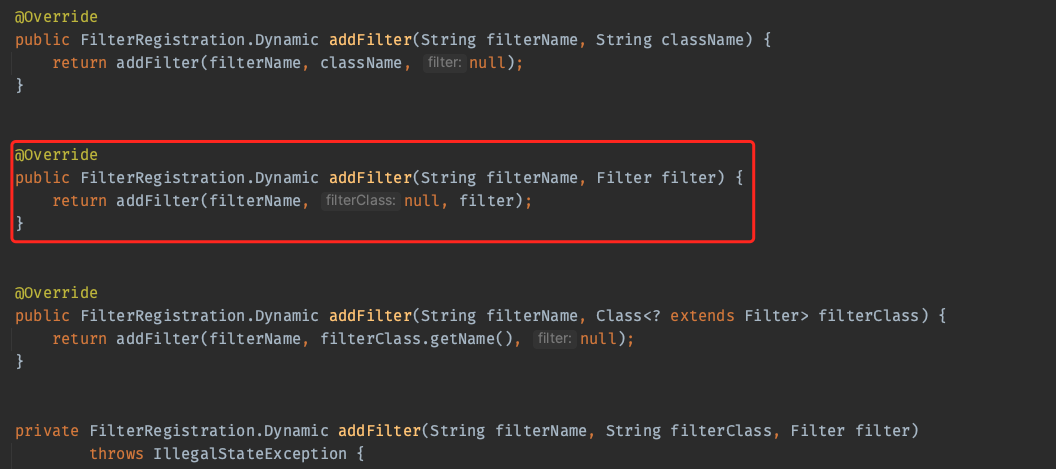 @Override
public FilterRegistration.Dynamic addFilter(String filterName, String className) {
    return addFilter(filterName, className, filter: null);
}
@Override
public FilterRegistration.Dynamic addFilter(String filterName, Filter filter) {
    return addFilter(filterName, filterClass: null, filter);
}
@Override
public FilterRegistration.Dynamic addFilter(String filterName, Class<? extends Filter> filterClass) {
    return addFilter(filterName, filterClass.getName(), filter: null);
}
private FilterRegistration.Dynamic addFilter(String filterName, String filterClass, Filter filter)
        throws IllegalStateException {